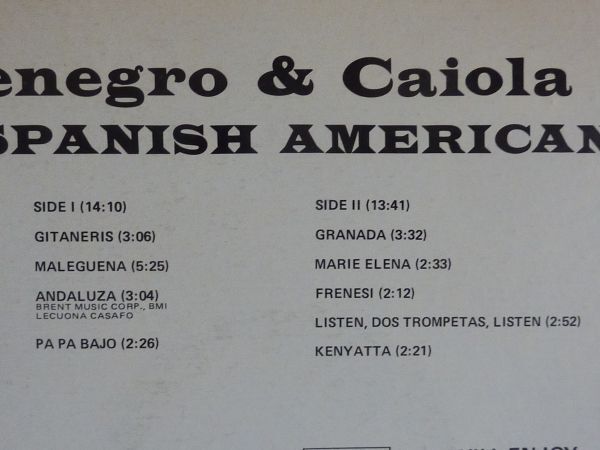 enegro & Caiola
SPANISH AMERICAN
SIDE I (14:10)
GITANERIS (3:06)
MALEGUENA (5:25)
ANDALUZA (3:04)
BRENT MUSIC CORP., BMI
LECUONA CASAFO
PA PA BAJO (2:26)
SIDE II (13:41)
GRANADA (3:32)
MARIE ELENA (2:33)
FRENESI (2:12)
LISTEN, DOS TROMPETAS, LISTEN (2:52)
KENYATTA (2:21)